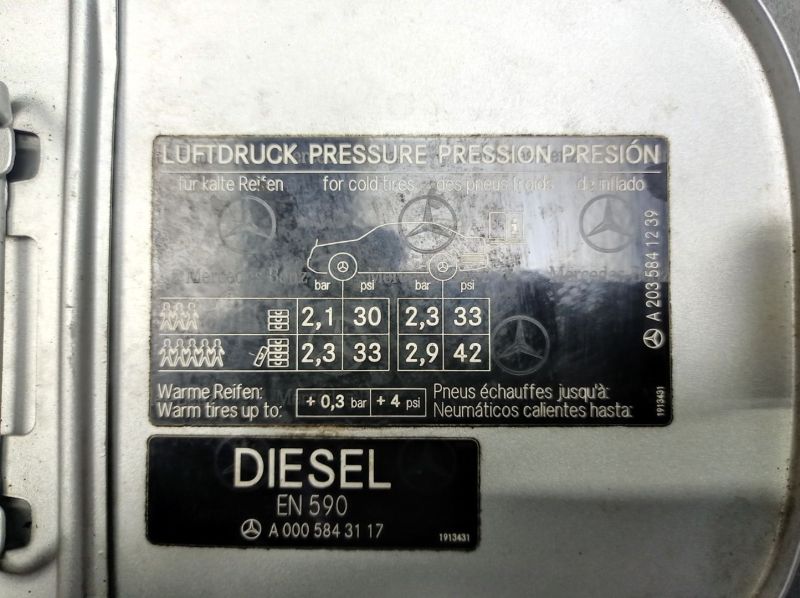 LUFTDRUCK PRESSURE PRESSION PRESIÓN
für kalte Reifen for cold tires des pneus froids de inflado
Mercedes-Benz
bar psi bar psi
2,1 30 2,3 33
2,3 33 2,9 42
Warme Reifen: Pneus échauffes jusqu'à:
Warm tires up to: + 0,3 bar + 4 psi Neumáticos calientes hasta:
A 203 584 12 39
1913431
DIESEL
EN 590
A 000 584 31 17
1913431